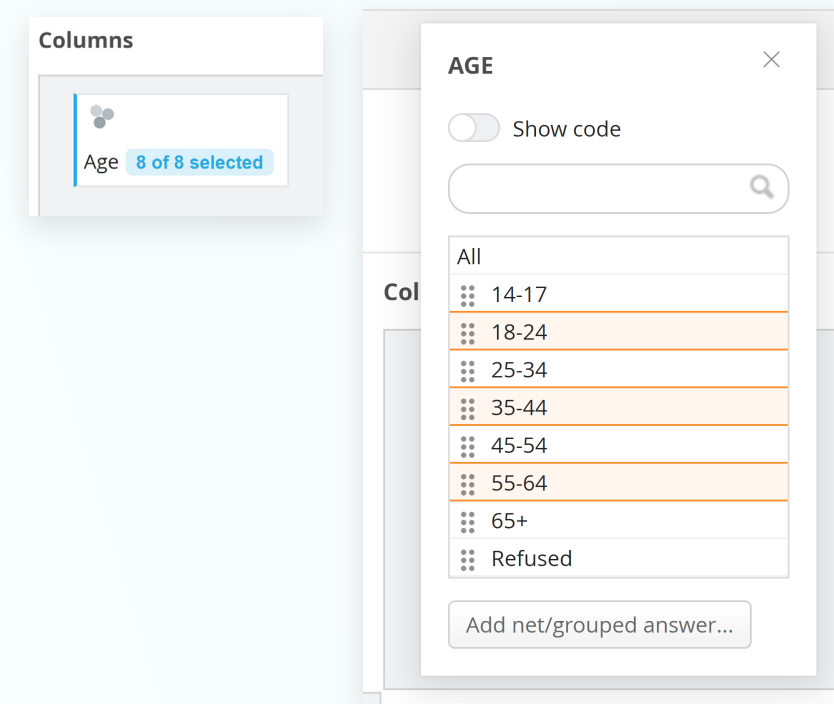 Columns
Age 8 of 8 selected
AGE
Show code
All
14-17
18-24
25-34
35-44
45-54
55-64
65+
Refused
Add net/grouped answer...
Col